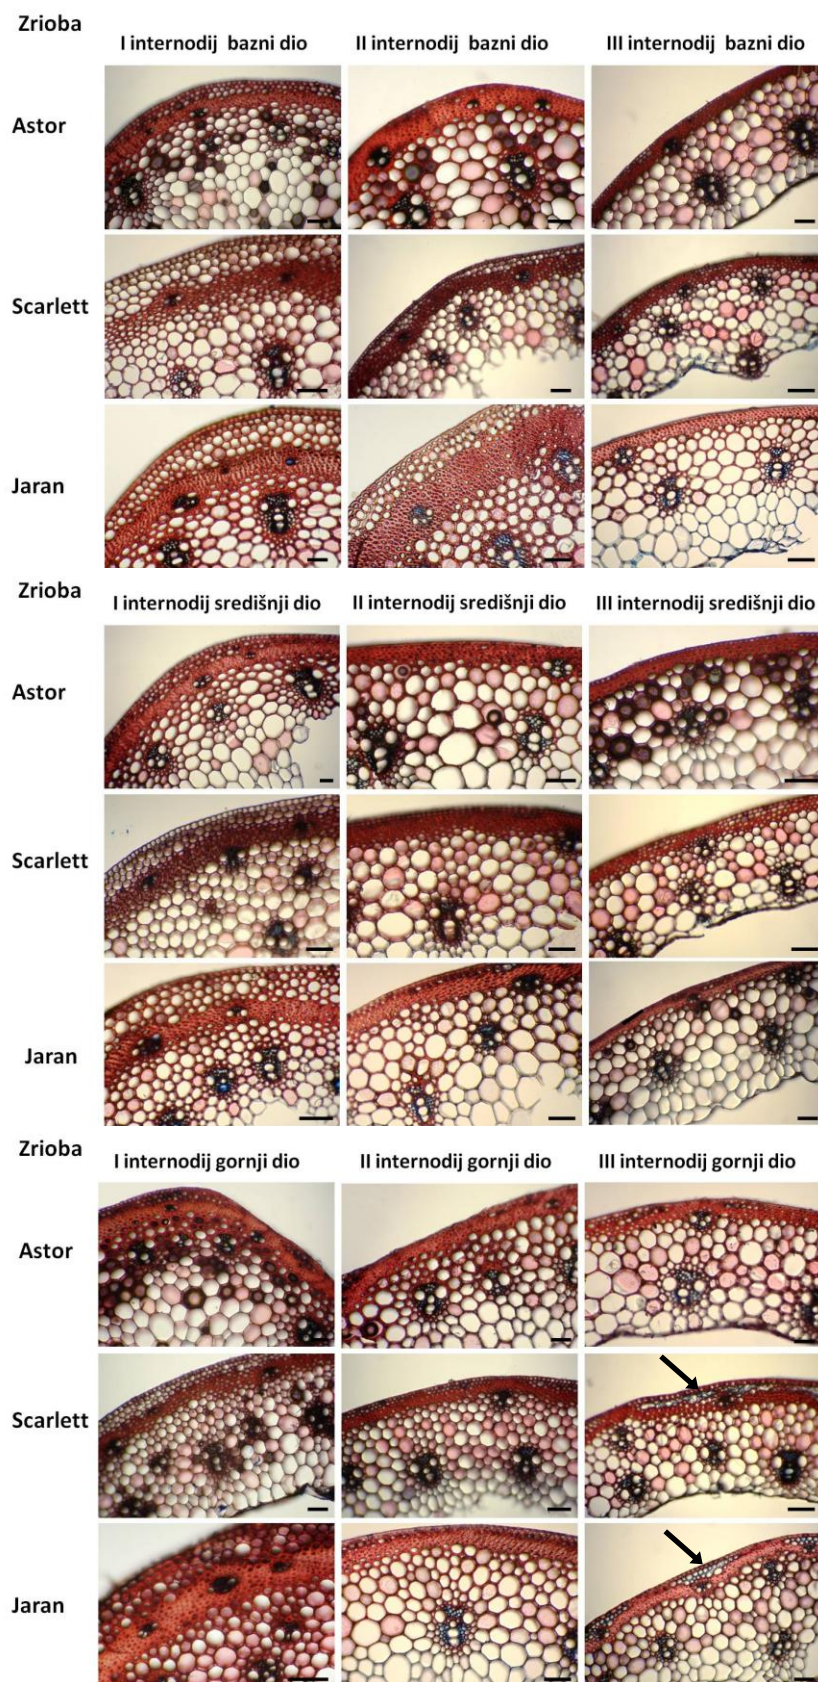 Zrioba
I internodij bazni dio II internodij bazni dio III internodij bazni dio
Astor
Scarlett
Jaran
Zrioba
I internodij središnji dio II internodij središnji dio III internodij središnji dio
Astor
Scarlett
Jaran
Zrioba
I internodij gornji dio II internodij gornji dio III internodij gornji dio
Astor
Scarlett
Jaran